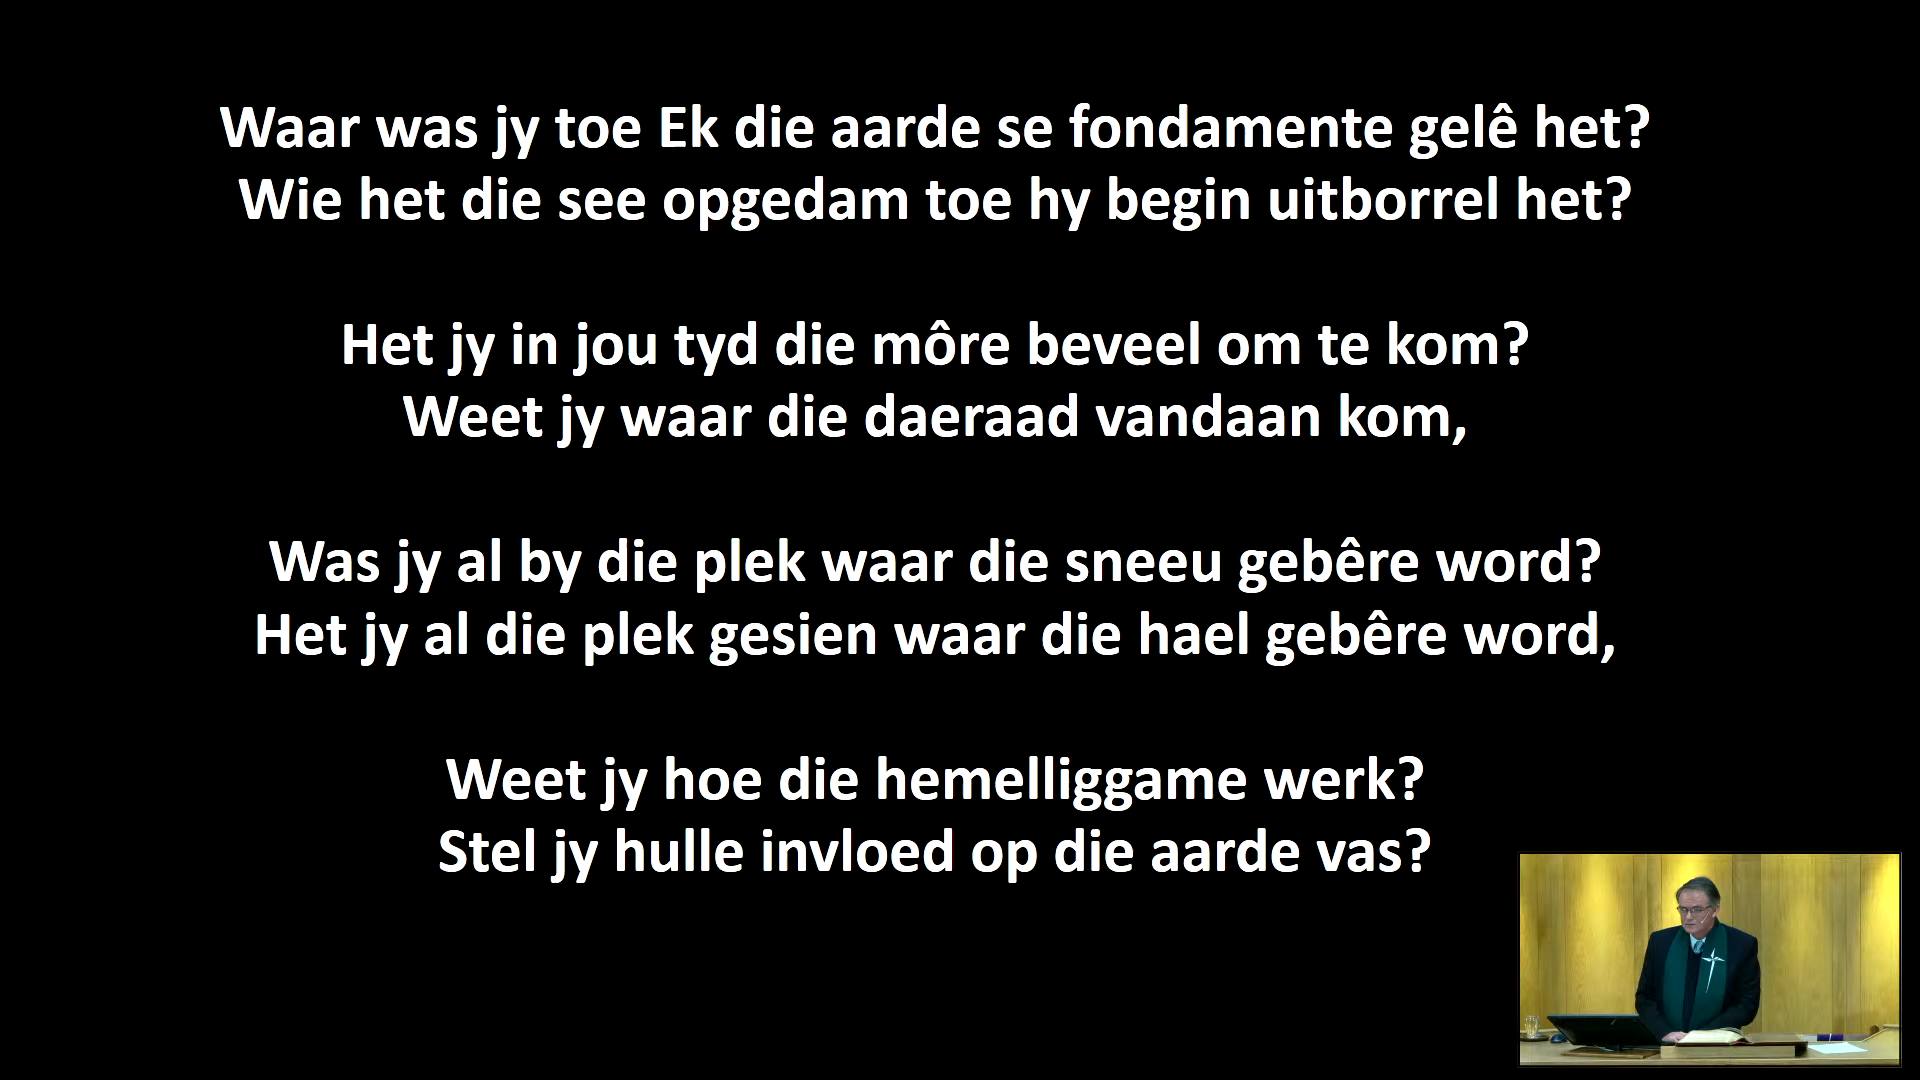 Waar was jy toe Ek die aarde se fondamente gelê het?
Wie het die see opgedam toe hy begin uitborrel het?
Het jy in jou tyd die môre beveel om te kom?
Weet jy waar die daeraad vandaan kom,
Was jy al by die plek waar die sneeu gebêre word?
Het jy al die plek gesien waar die hael gebêre word,
Weet jy hoe die hemelliggame werk?
Stel jy hulle invloed op die aarde vas?